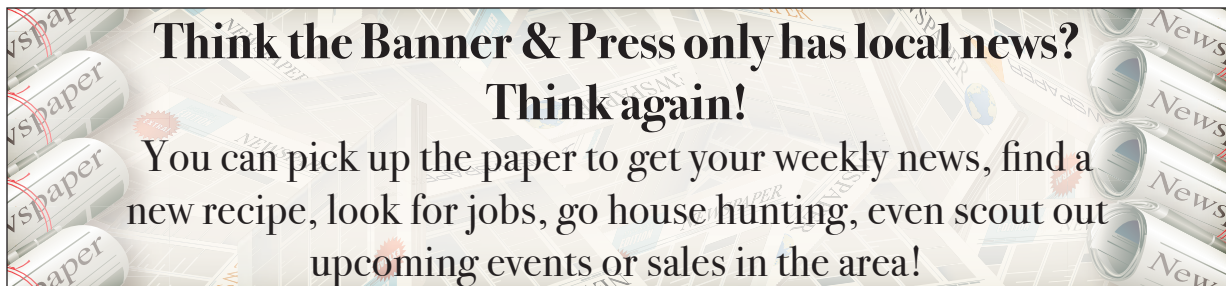 Think the Banner & Press only has local news?
Think again!
You can pick up the paper to get your weekly news, find a
new recipe, look for jobs, go house hunting, even scout out
upcoming events or sales in the area!